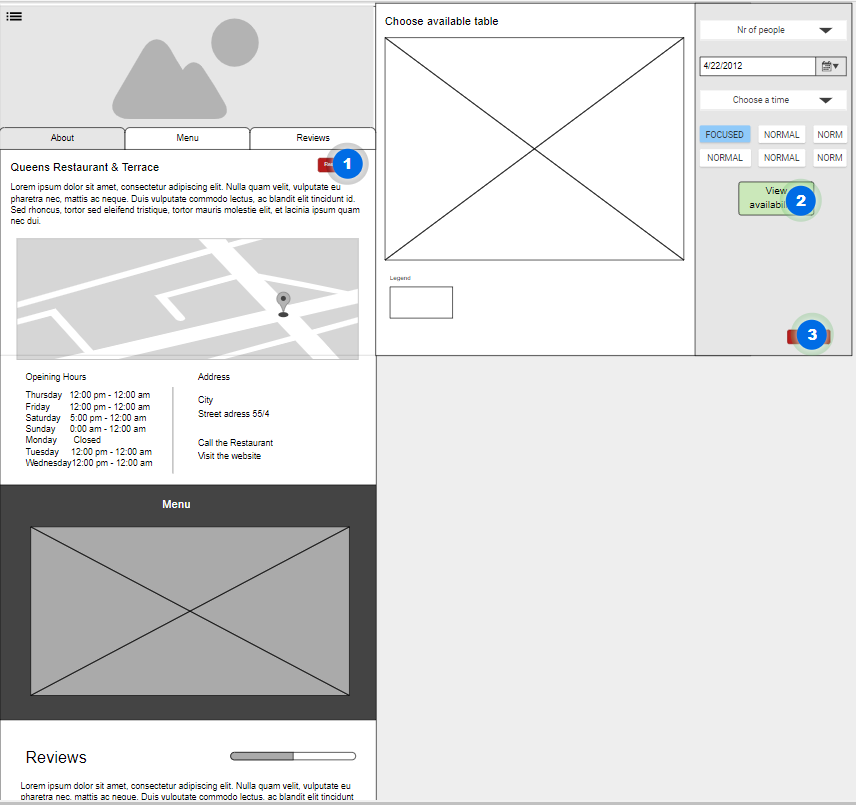 About
Menu
Reviews
Queens Restaurant & Terrace
1
Lorem ipsum dolor sit amet, consectetur adipiscing elit. Nulla quam velit, vulputate eu
pharetra nec, mattis ac neque. Duis vulputate commodo lectus, ac blandit elit tincidunt id.
Sed rhoncus, tortor sed eleifend tristique, tortor mauris molestie elit, et lacinia ipsum quam
nec dui.
Opeining Hours
Thursday 12:00 pm - 12:00 am
Friday 12:00 pm - 12:00 am
Saturday 5:00 pm - 12:00 am
Sunday 0:00 am - 12:00 am
Monday Closed
Tuesday 12:00 pm - 12:00 am
Wednesday12:00 pm - 12:00 am
Address
City
Street adress 55/4
Call the Restaurant
Visit the website
Menu
Reviews
Lorem ipsum dolor sit amet, consectetur adipiscing elit. Nulla quam velit, vulputate eu
pharetra nec, mattis ac neque. Duis vulputate commodo lectus, ac blandit elit tincidunt
Choose available table
Legend
Nr of people
4/22/2012
Choose a time
FOCUSED NORMAL NORM
NORMAL NORMAL NORM
View
2
3